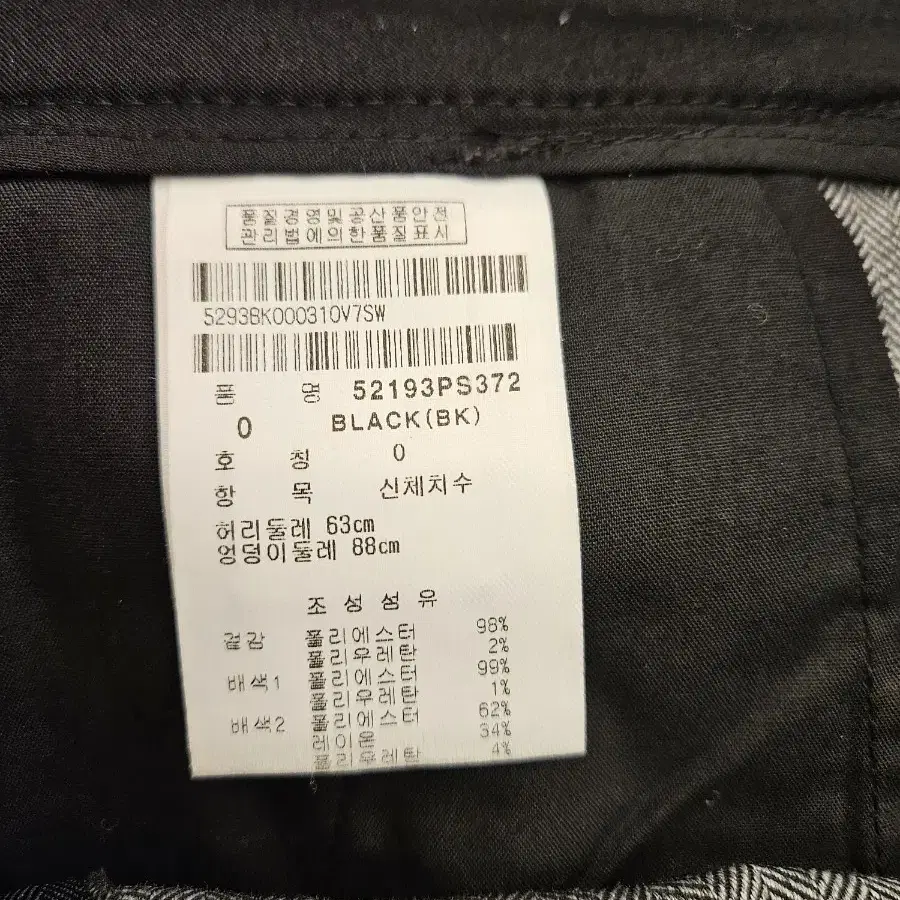 품질경영및공산품안전
관리법에의한품질표시
5293BK000310V7SW
품 명 52193PS372
0 BLACK(BK)
호 칭 0
항 목 신체치수
허리둘레 63cm
엉덩이둘레 88cm
조성섬유
겉감 폴리에스터 98%
폴리우레탄 2%
배색1 폴리에스터 99%
폴리우레탄 1%
배색2 폴리에스터 62%
레이온 34%
폴리우레탄 4%